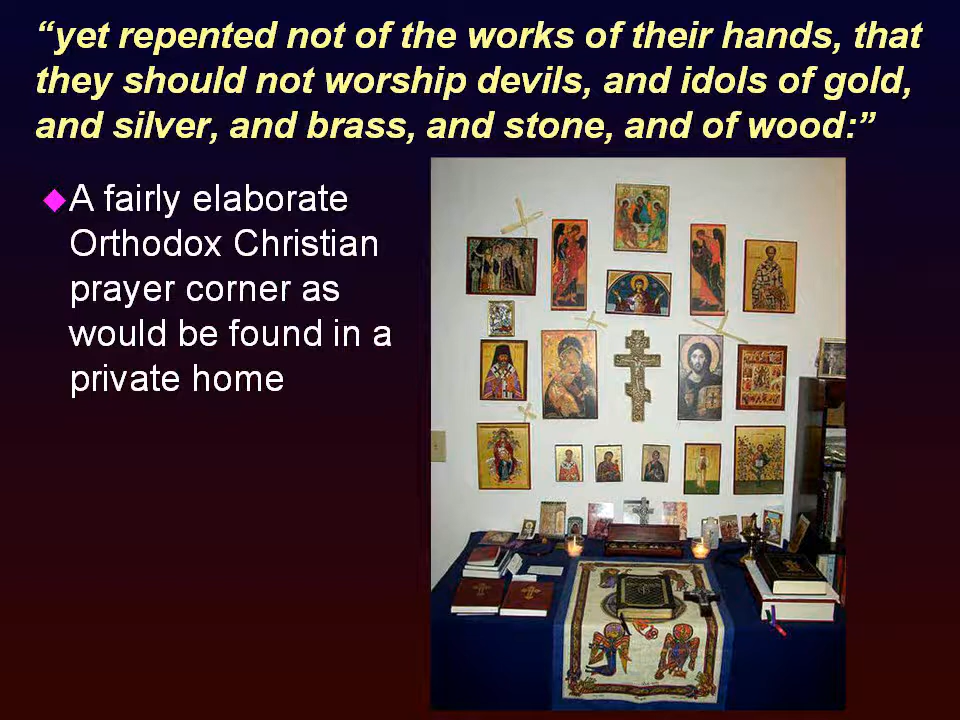 “yet repented not of the works of their hands, that
they should not worship devils, and idols of gold,
and silver, and brass, and stone, and of wood:”
A fairly elaborate
Orthodox Christian
prayer corner as
would be found in a
private home